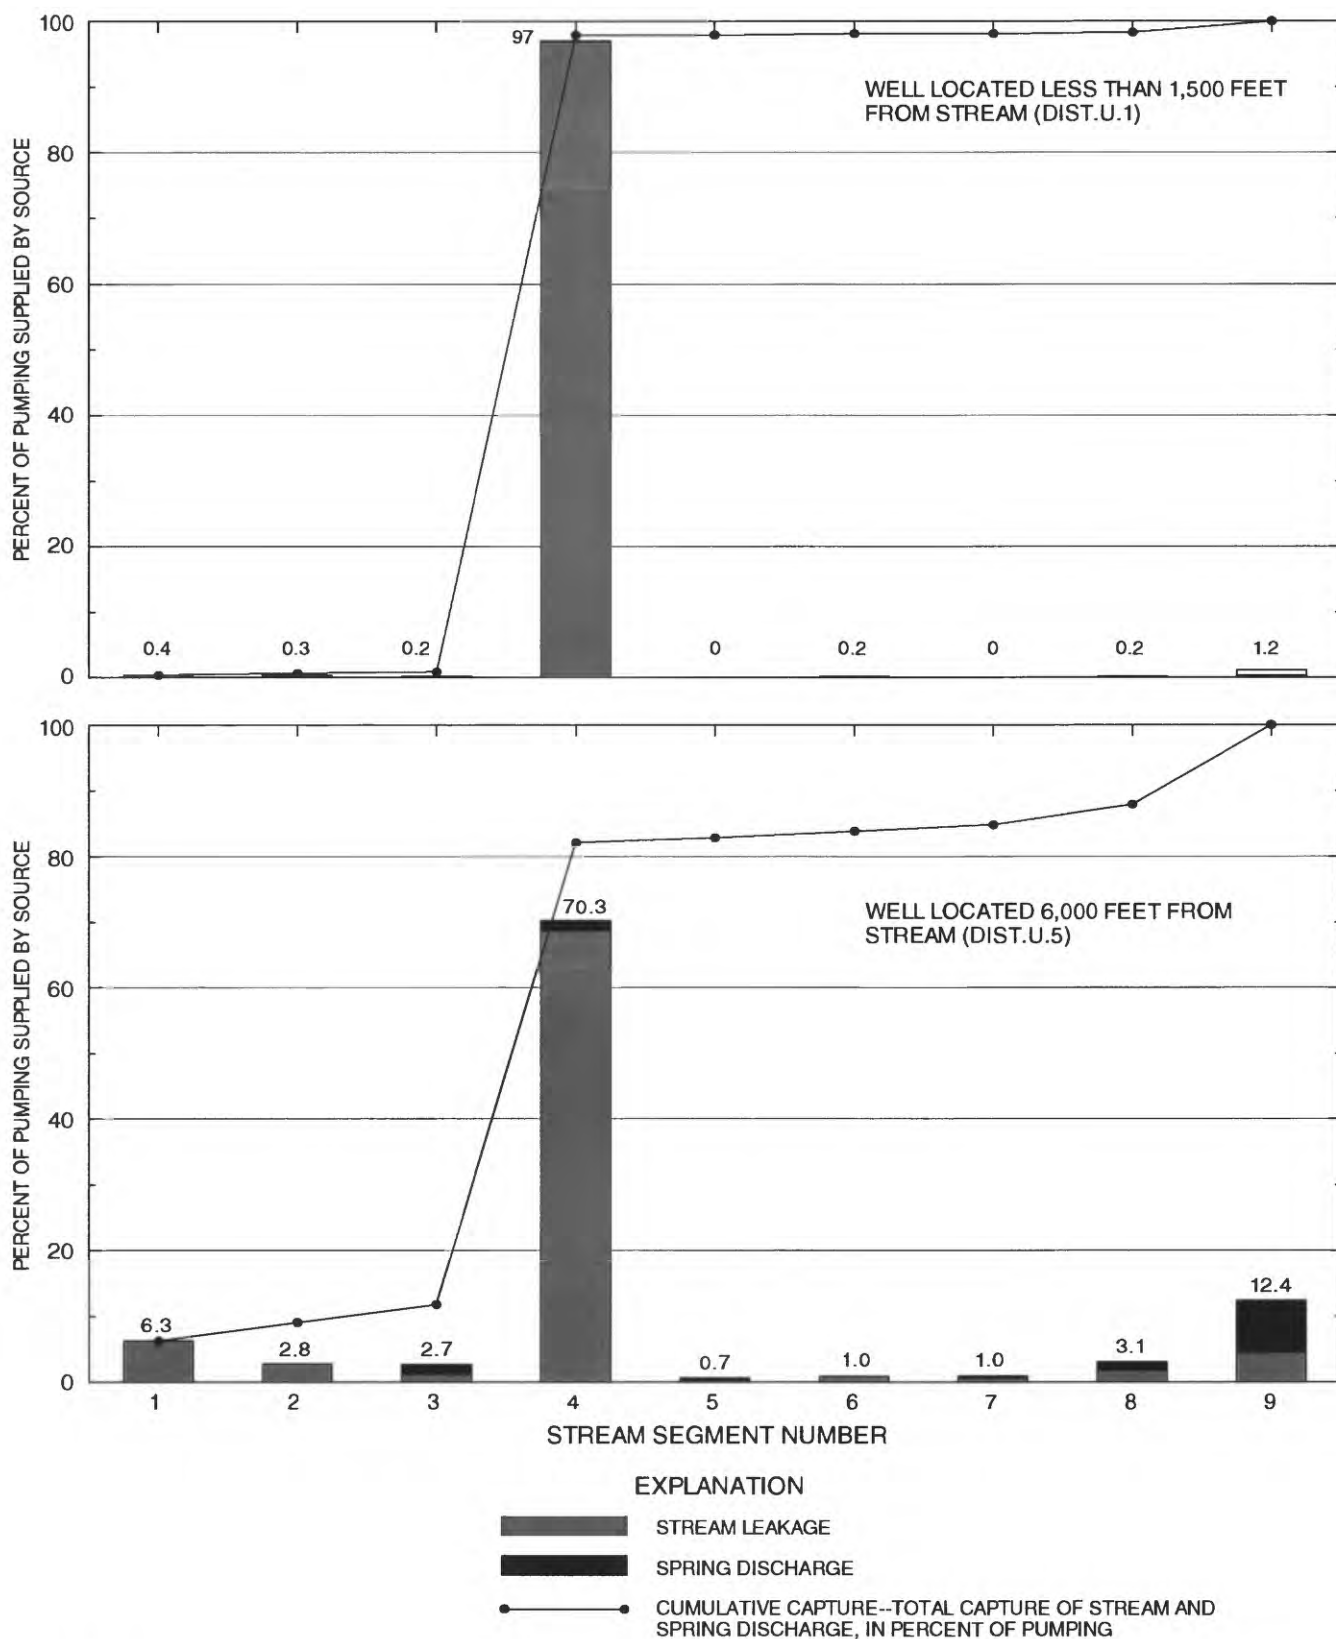 PERCENT OF PUMPING SUPPLIED BY SOURCE
100
80
60
40
20
0
97
WELL LOCATED LESS THAN 1,500 FEET
FROM STREAM (DIST.U.1)
0.4 0.3 0.2 0 0.2 0 0.2 1.2
PERCENT OF PUMPING SUPPLIED BY SOURCE
100
80
60
40
20
0
70.3
WELL LOCATED 6,000 FEET FROM
STREAM (DIST.U.5)
6.3 2.8 2.7 0.7 1.0 1.0 3.1 12.4
1 2 3 4 5 6 7 8 9
STREAM SEGMENT NUMBER
EXPLANATION
STREAM LEAKAGE
SPRING DISCHARGE
CUMULATIVE CAPTURE--TOTAL CAPTURE OF STREAM AND
SPRING DISCHARGE, IN PERCENT OF PUMPING